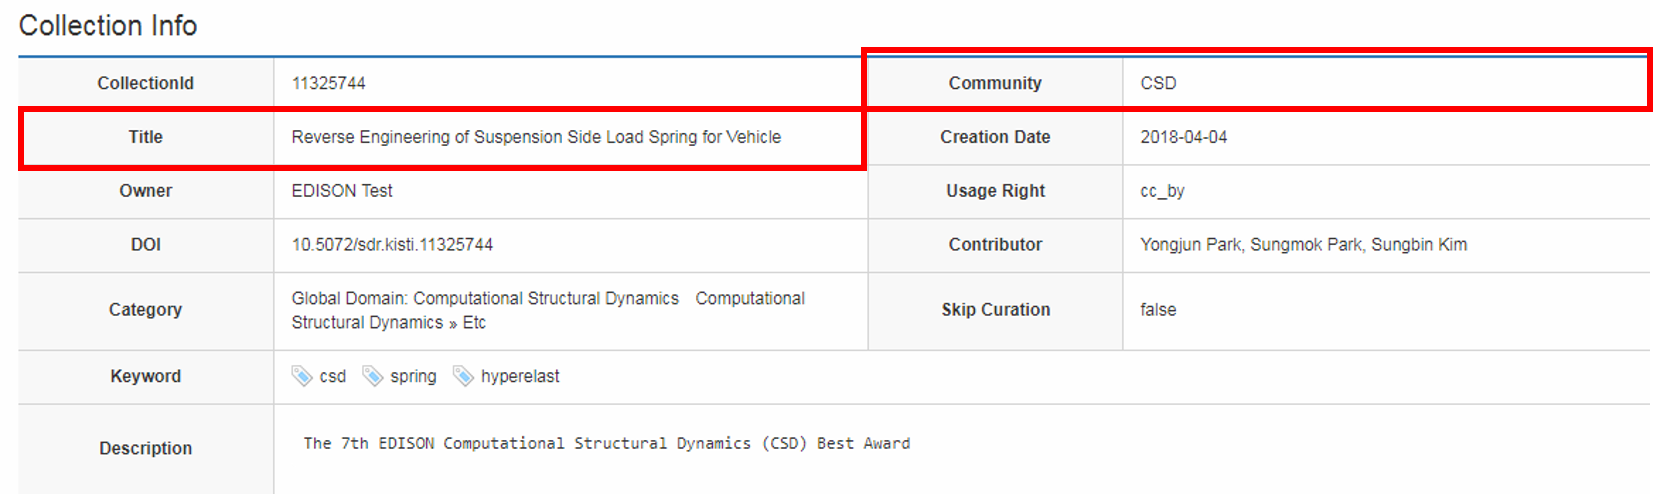 Collection Info
CollectionId 11325744 Community CSD
Title Reverse Engineering of Suspension Side Load Spring for Vehicle Creation Date 2018-04-04
Owner EDISON Test Usage Right cc_by
DOI 10.5072/sdr.kisti.11325744 Contributor Yongjun Park, Sungmok Park, Sungbin Kim
Category Global Domain: Computational Structural Dynamics Computational
Structural Dynamics » Etc Skip Curation false
Keyword csd spring hyperelast
Description The 7th EDISON Computational Structural Dynamics (CSD) Best Award